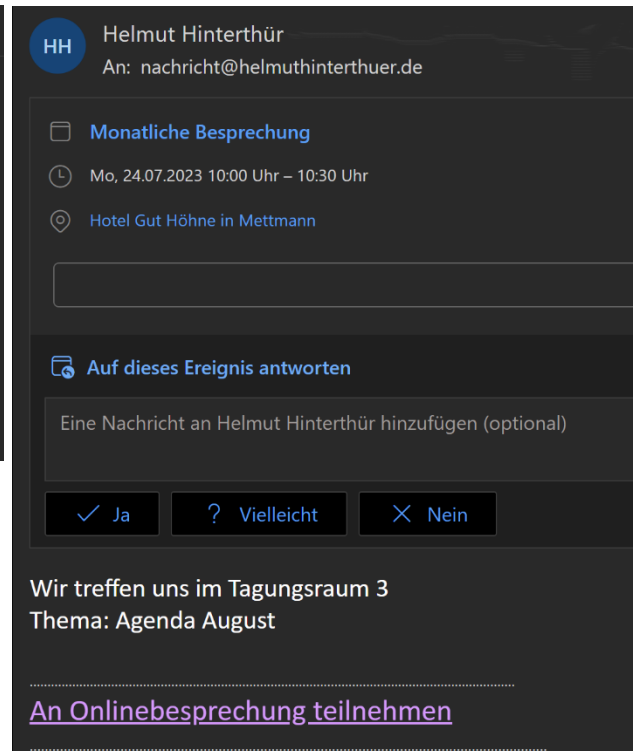 HH
Helmut Hinterthür
An: nachricht@helmuthinterthuer.de
Monatliche Besprechung
Mo, 24.07.2023 10:00 Uhr – 10:30 Uhr
Hotel Gut Höhne in Mettmann
Auf dieses Ereignis antworten
Eine Nachricht an Helmut Hinterthür hinzufügen (optional)
Ja ? Vielleicht Nein
Wir treffen uns im Tagungsraum 3
Thema: Agenda August
An Onlinebesprechung teilnehmen